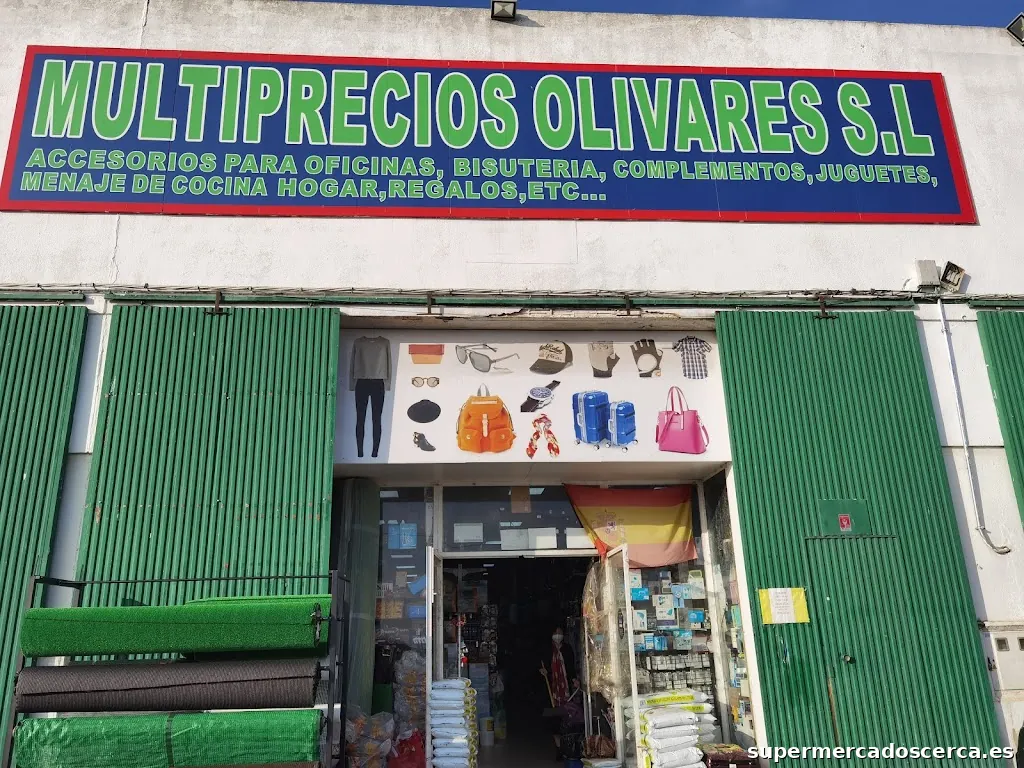 MULTIPRECIOS OLIVARES S.L
ACCESORIOS PARA OFICINAS, BISUTERIA, COMPLEMENTOS,JUGUETES,
MENAJE DE COCINA HOGAR,REGALOS,ETC...
supermercadoscerca.es